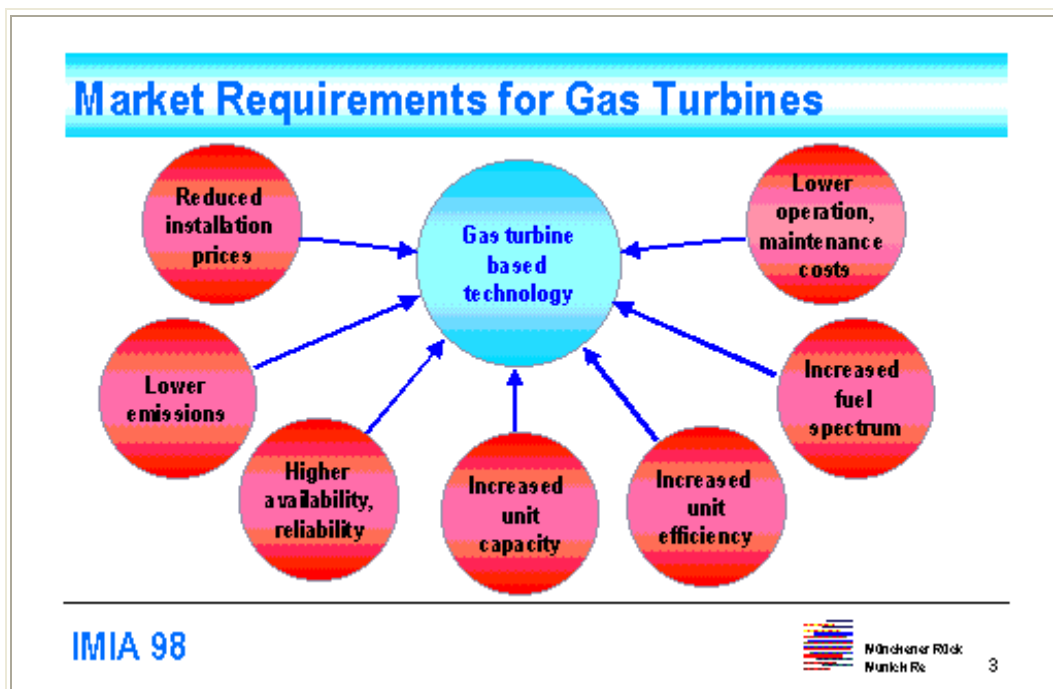 Market Requirements for Gas Turbines
Reduced
installation
prices
Gas turbine
based
technology
Lower
operation,
maintenance
costs
Lower
emissions
Increased
fuel
spectrum
Higher
availability,
reliability
Increased
unit
capacity
Increased
unit
efficiency
IMIA 98
Münchener Rück
Munich Re
3